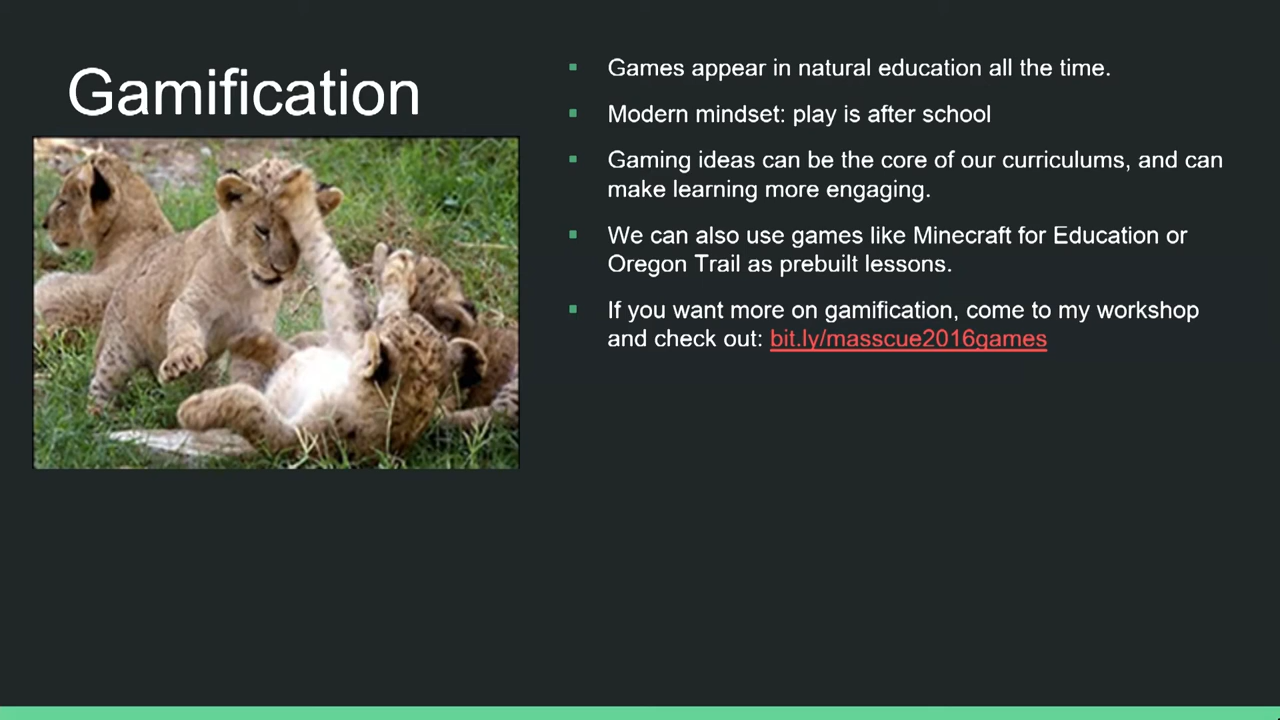 Gamification
Games appear in natural education all the time.
Modern mindset: play is after school
Gaming ideas can be the core of our curriculums, and can
make learning more engaging.
We can also use games like Minecraft for Education or
Oregon Trail as prebuilt lessons.
If you want more on gamification, come to my workshop
and check out: bit.ly/masscue2016games